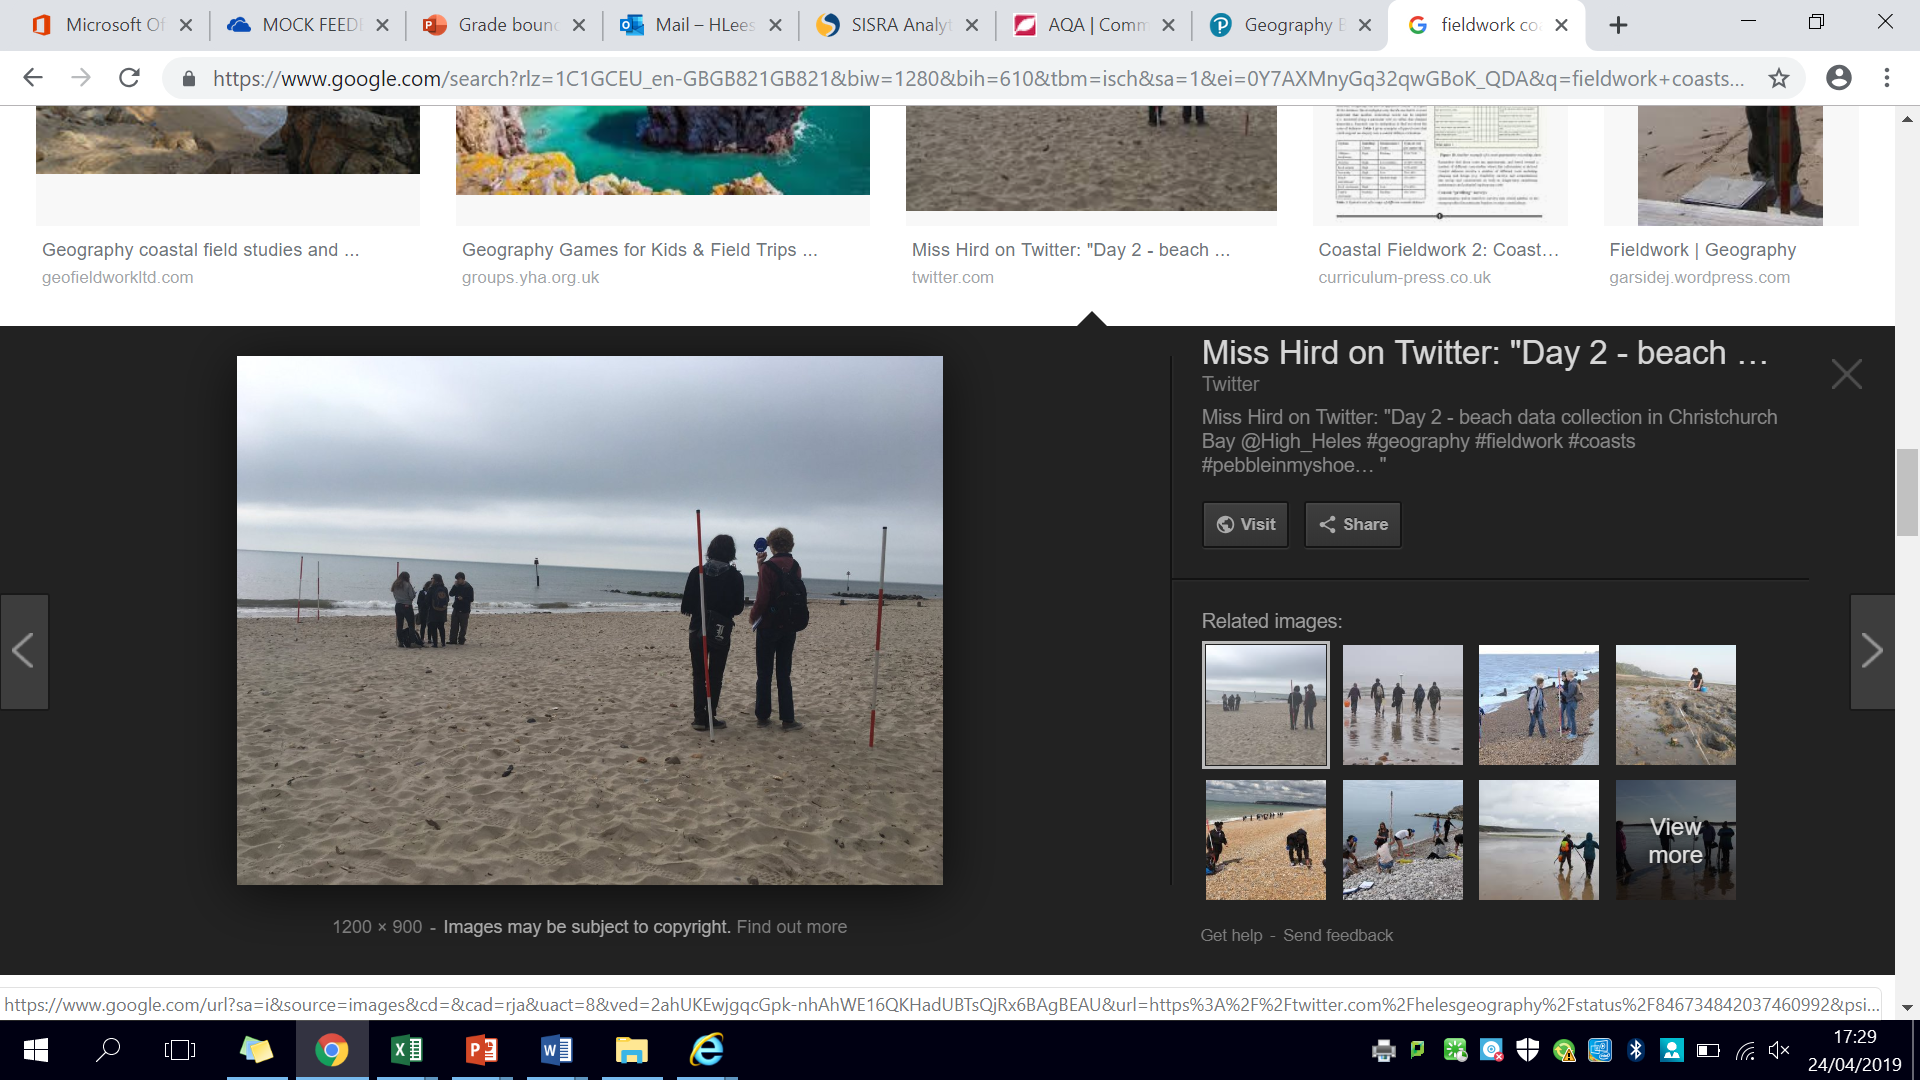 Microsoft Of
MOCK FEED
Grade boun
Mail – HLees
SISRA Analyt
AQA | Comm
Geography B
fieldwork co
https://www.google.com/search?rlz=1C1GCEU_en-GBGB821GB821&biw=1280&bih=610&tbm=isch&sa=1&ei=0Y7AXMnyGq32qwGBoK_QDA&q=fieldwork+coasts...
Geography coastal field studies and ...
geofieldworkltd.com
Geography Games for Kids & Field Trips ...
groups.yha.org.uk
Miss Hird on Twitter: "Day 2 - beach ...
twitter.com
Coastal Fieldwork 2: Coast...
curriculum-press.co.uk
Fieldwork | Geography
garsidej.wordpress.com
Miss Hird on Twitter: "Day 2 - beach ...
Twitter
Miss Hird on Twitter: "Day 2 - beach data collection in Christchurch
Bay @High_Heles #geography #fieldwork #coasts
#pebbleinmyshoe… "
Visit
Share
Related images:
View
more
1200 × 900 - Images may be subject to copyright. Find out more
Get help - Send feedback
https://www.google.com/url?sa=i&source=images&cd=&cad=rja&uact=8&ved=2ahUKEwjgqcGpk-nhAhWE16QKHadUBTsQjRx6BAgBEAU&url=https%3A%2F%2Ftwitter.com%2Fhelesgeography%2Fstatus%2F846734842037460992&psi...
17:29
24/04/2019